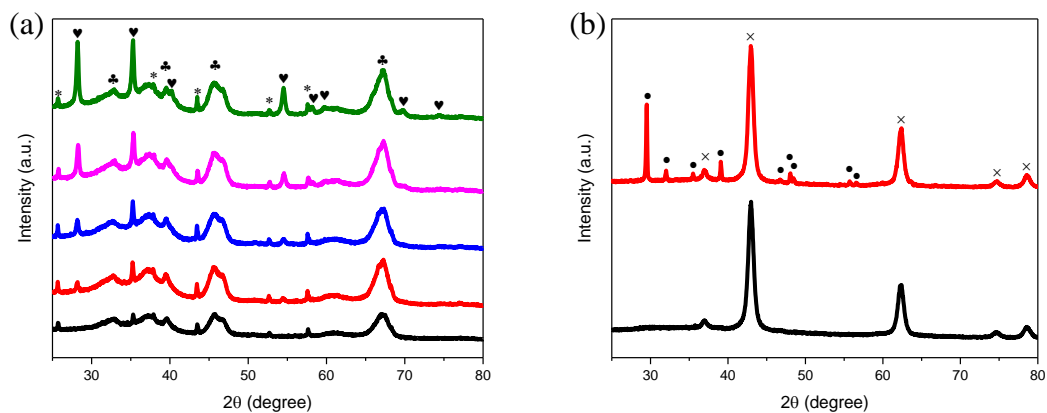 (a)
Intensity (a.u.)
♥ ♥ ♣ ♣ ♣ * ♥ * ♣ * ♥ * * ♥ ♥ ♥ ♥
30 40 50 60 70 80
2θ (degree)
(b)
Intensity (a.u.)
× • • • × • • • • • • × × ×
30 40 50 60 70 80
2θ (degree)